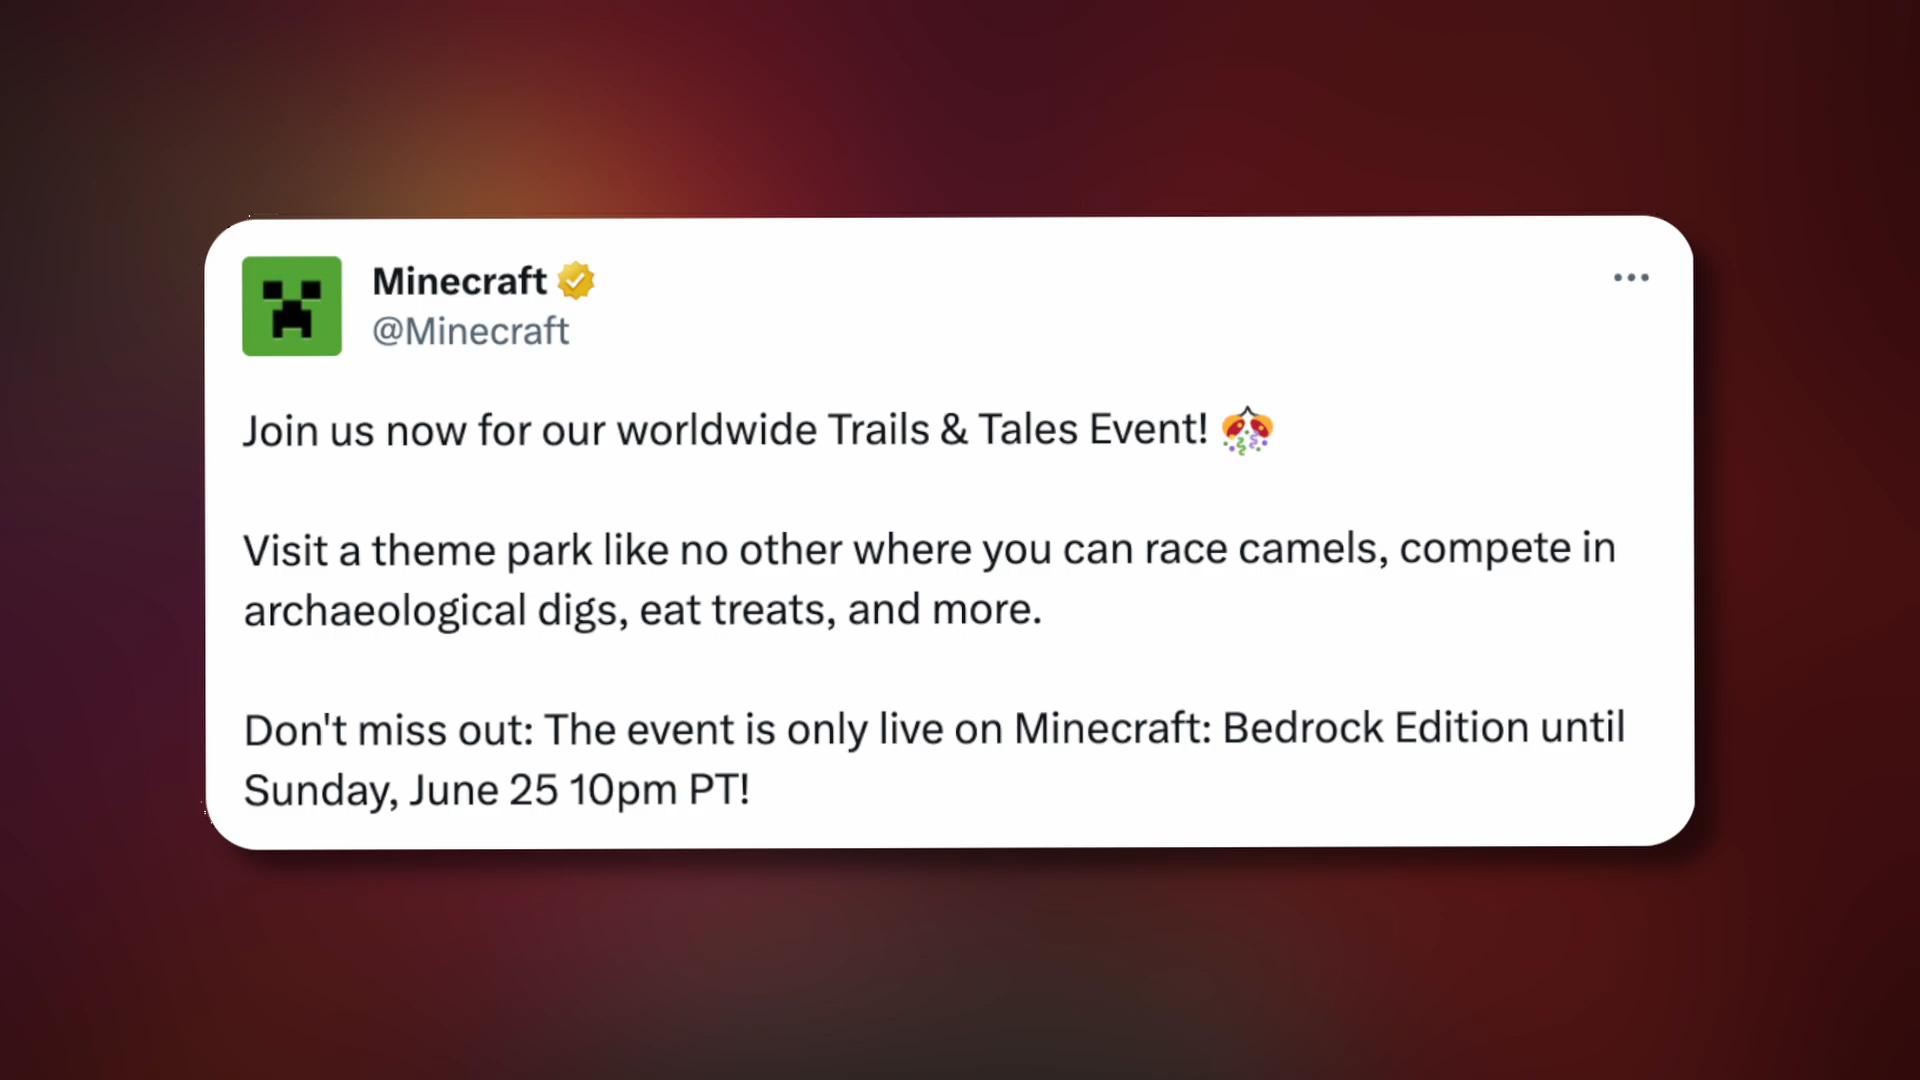 Minecraft
@Minecraft
Join us now for our worldwide Trails & Tales Event! 🎊
Visit a theme park like no other where you can race camels, compete in
archaeological digs, eat treats, and more.
Don't miss out: The event is only live on Minecraft: Bedrock Edition until
Sunday, June 25 10pm PT!